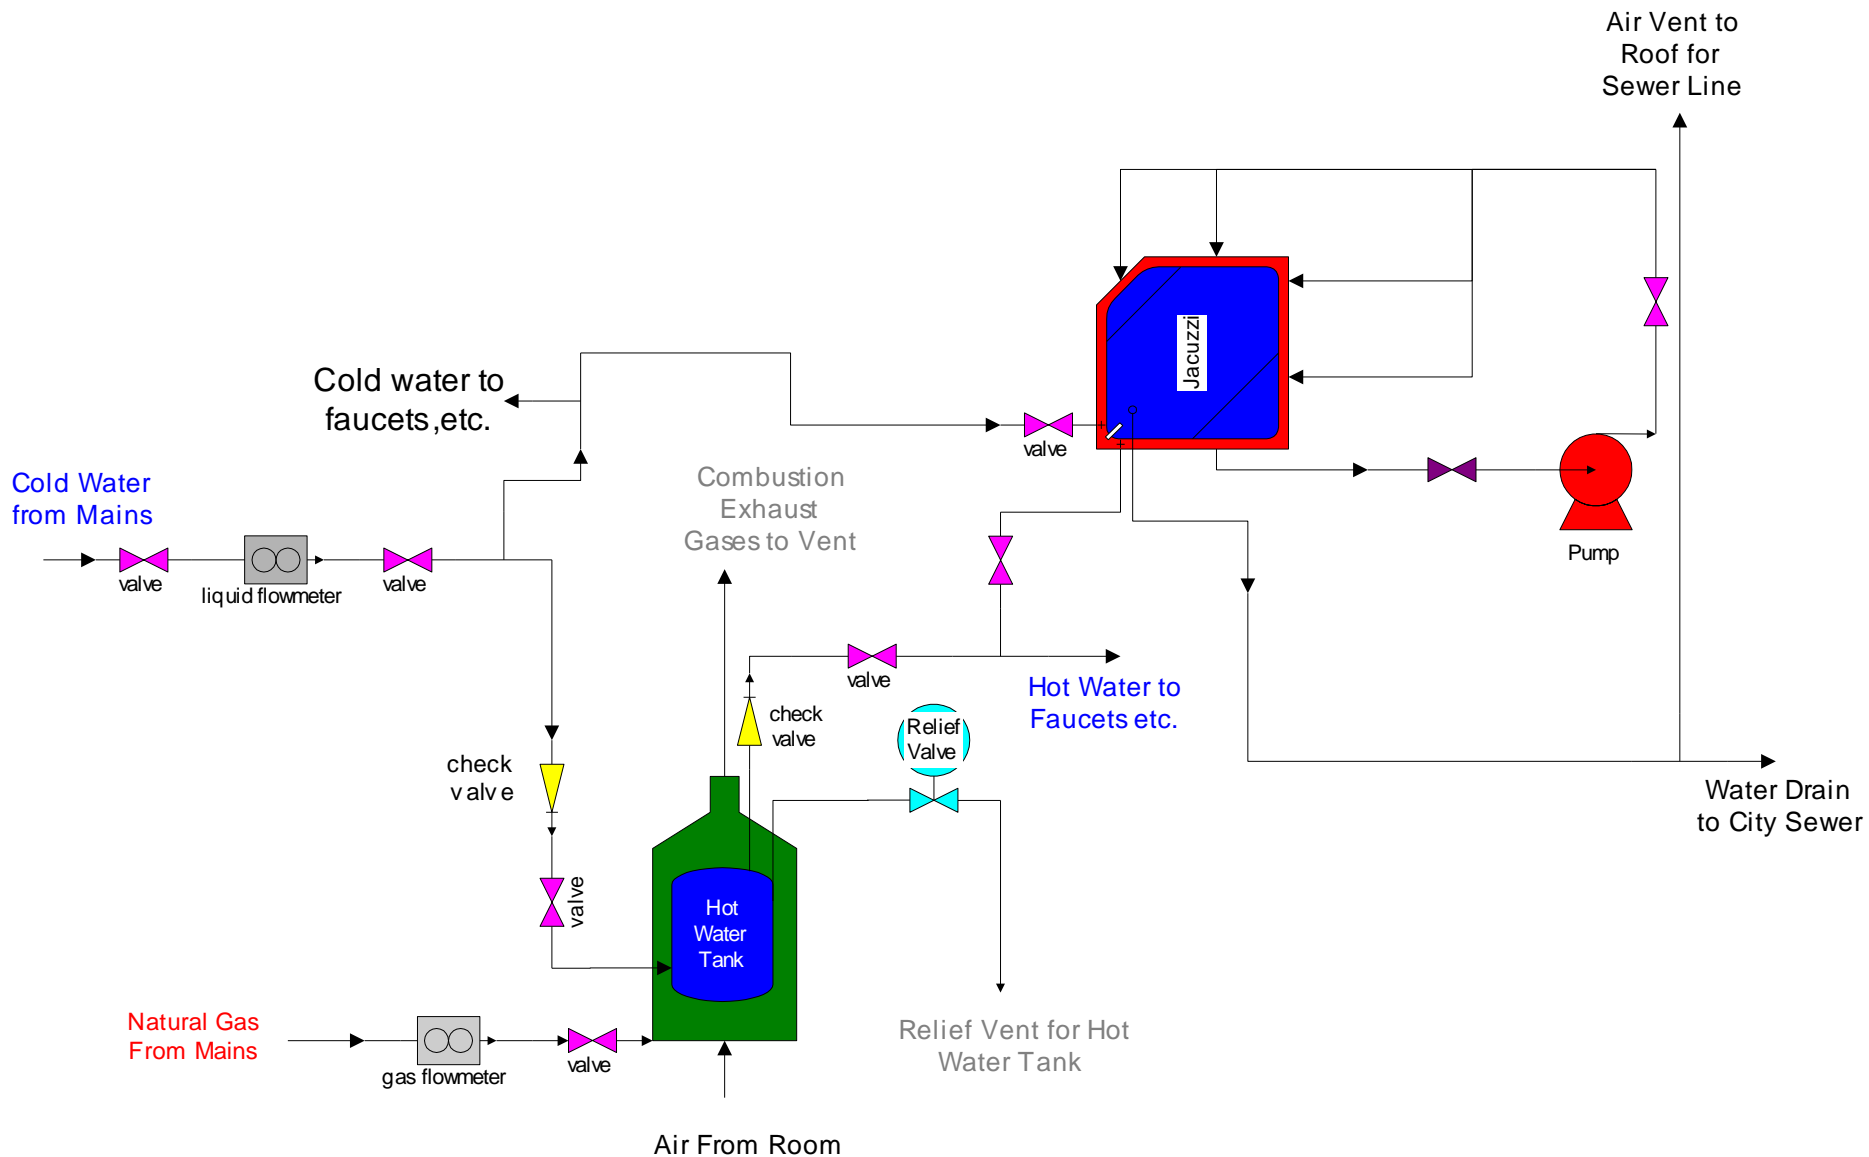 Air Vent to
Roof for
Sewer Line
Jacuzzi
Cold water to
faucets,etc.
valve
Cold Water
from Mains
Combustion
Exhaust
Gases to Vent
Pump
valve
liquid flowmeter
valve
valve
Hot Water to
Faucets etc.
check
valve
Relief
Valve
check
valve
Water Drain
to City Sewer
valve
Hot
Water
Tank
Natural Gas
From Mains
gas flowmeter
valve
Relief Vent for Hot
Water Tank
Air From Room